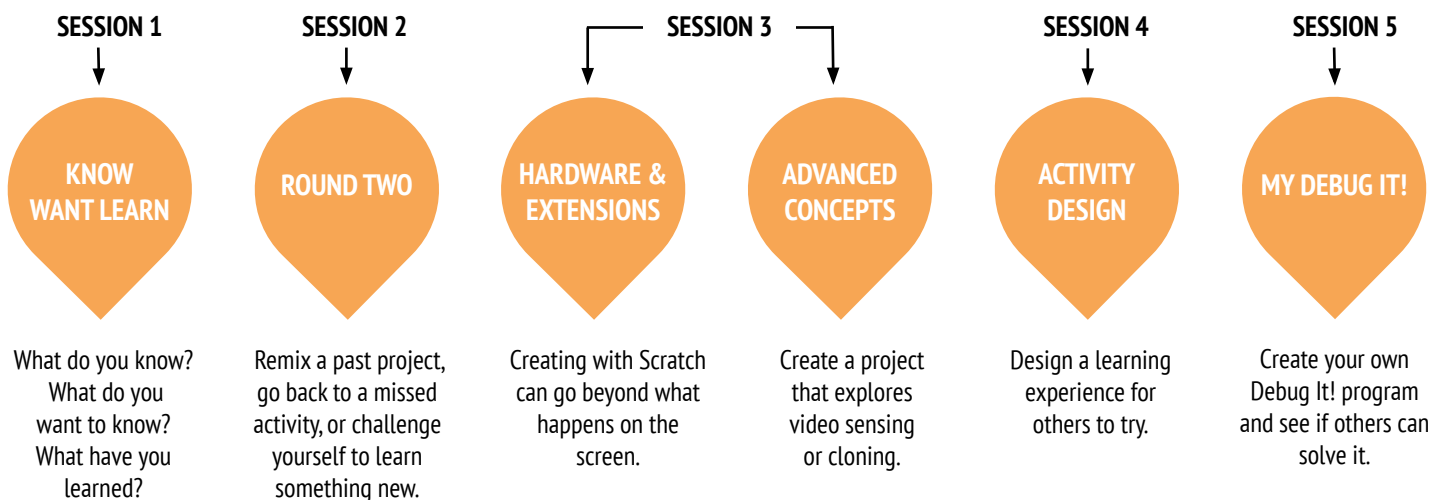 SESSION 1
KNOW
WANT LEARN
What do you know?
What do you
want to know?
What have you
learned?
SESSION 2
ROUND TWO
Remix a past project,
go back to a missed
activity, or challenge
yourself to learn
something new.
SESSION 3
HARDWARE &
EXTENSIONS
Creating with Scratch
can go beyond what
happens on the
screen.
ADVANCED
CONCEPTS
Create a project
that explores
video sensing
or cloning.
SESSION 4
ACTIVITY
DESIGN
Design a learning
experience for
others to try.
SESSION 5
MY DEBUG IT!
Create your own
Debug It! program
and see if others can
solve it.